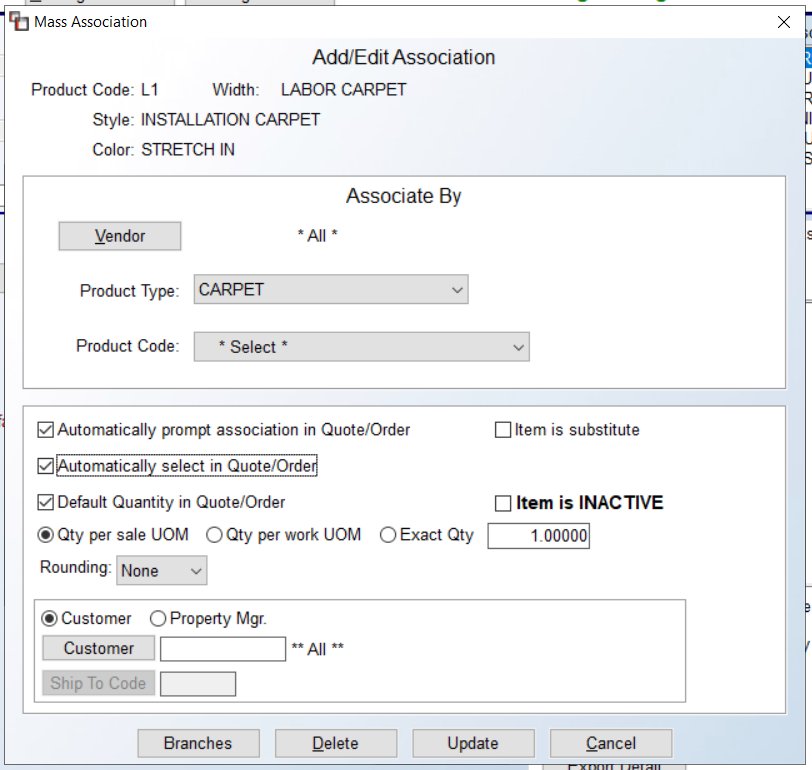 Mass Association
Add/Edit Association
Product Code: L1 Width: LABOR CARPET
Style: INSTALLATION CARPET
Color: STRETCH IN
Associate By
Vendor * All *
Product Type: CARPET
Product Code: * Select *
Automatically prompt association in Quote/Order Item is substitute
Automatically select in Quote/Order
Default Quantity in Quote/Order Item is INACTIVE
Qty per sale UOM Qty per work UOM Exact Qty 1.00000
Rounding: None
Customer Property Mgr.
Customer ** All **
Ship To Code
Branches Delete Update Cancel
Export Detail